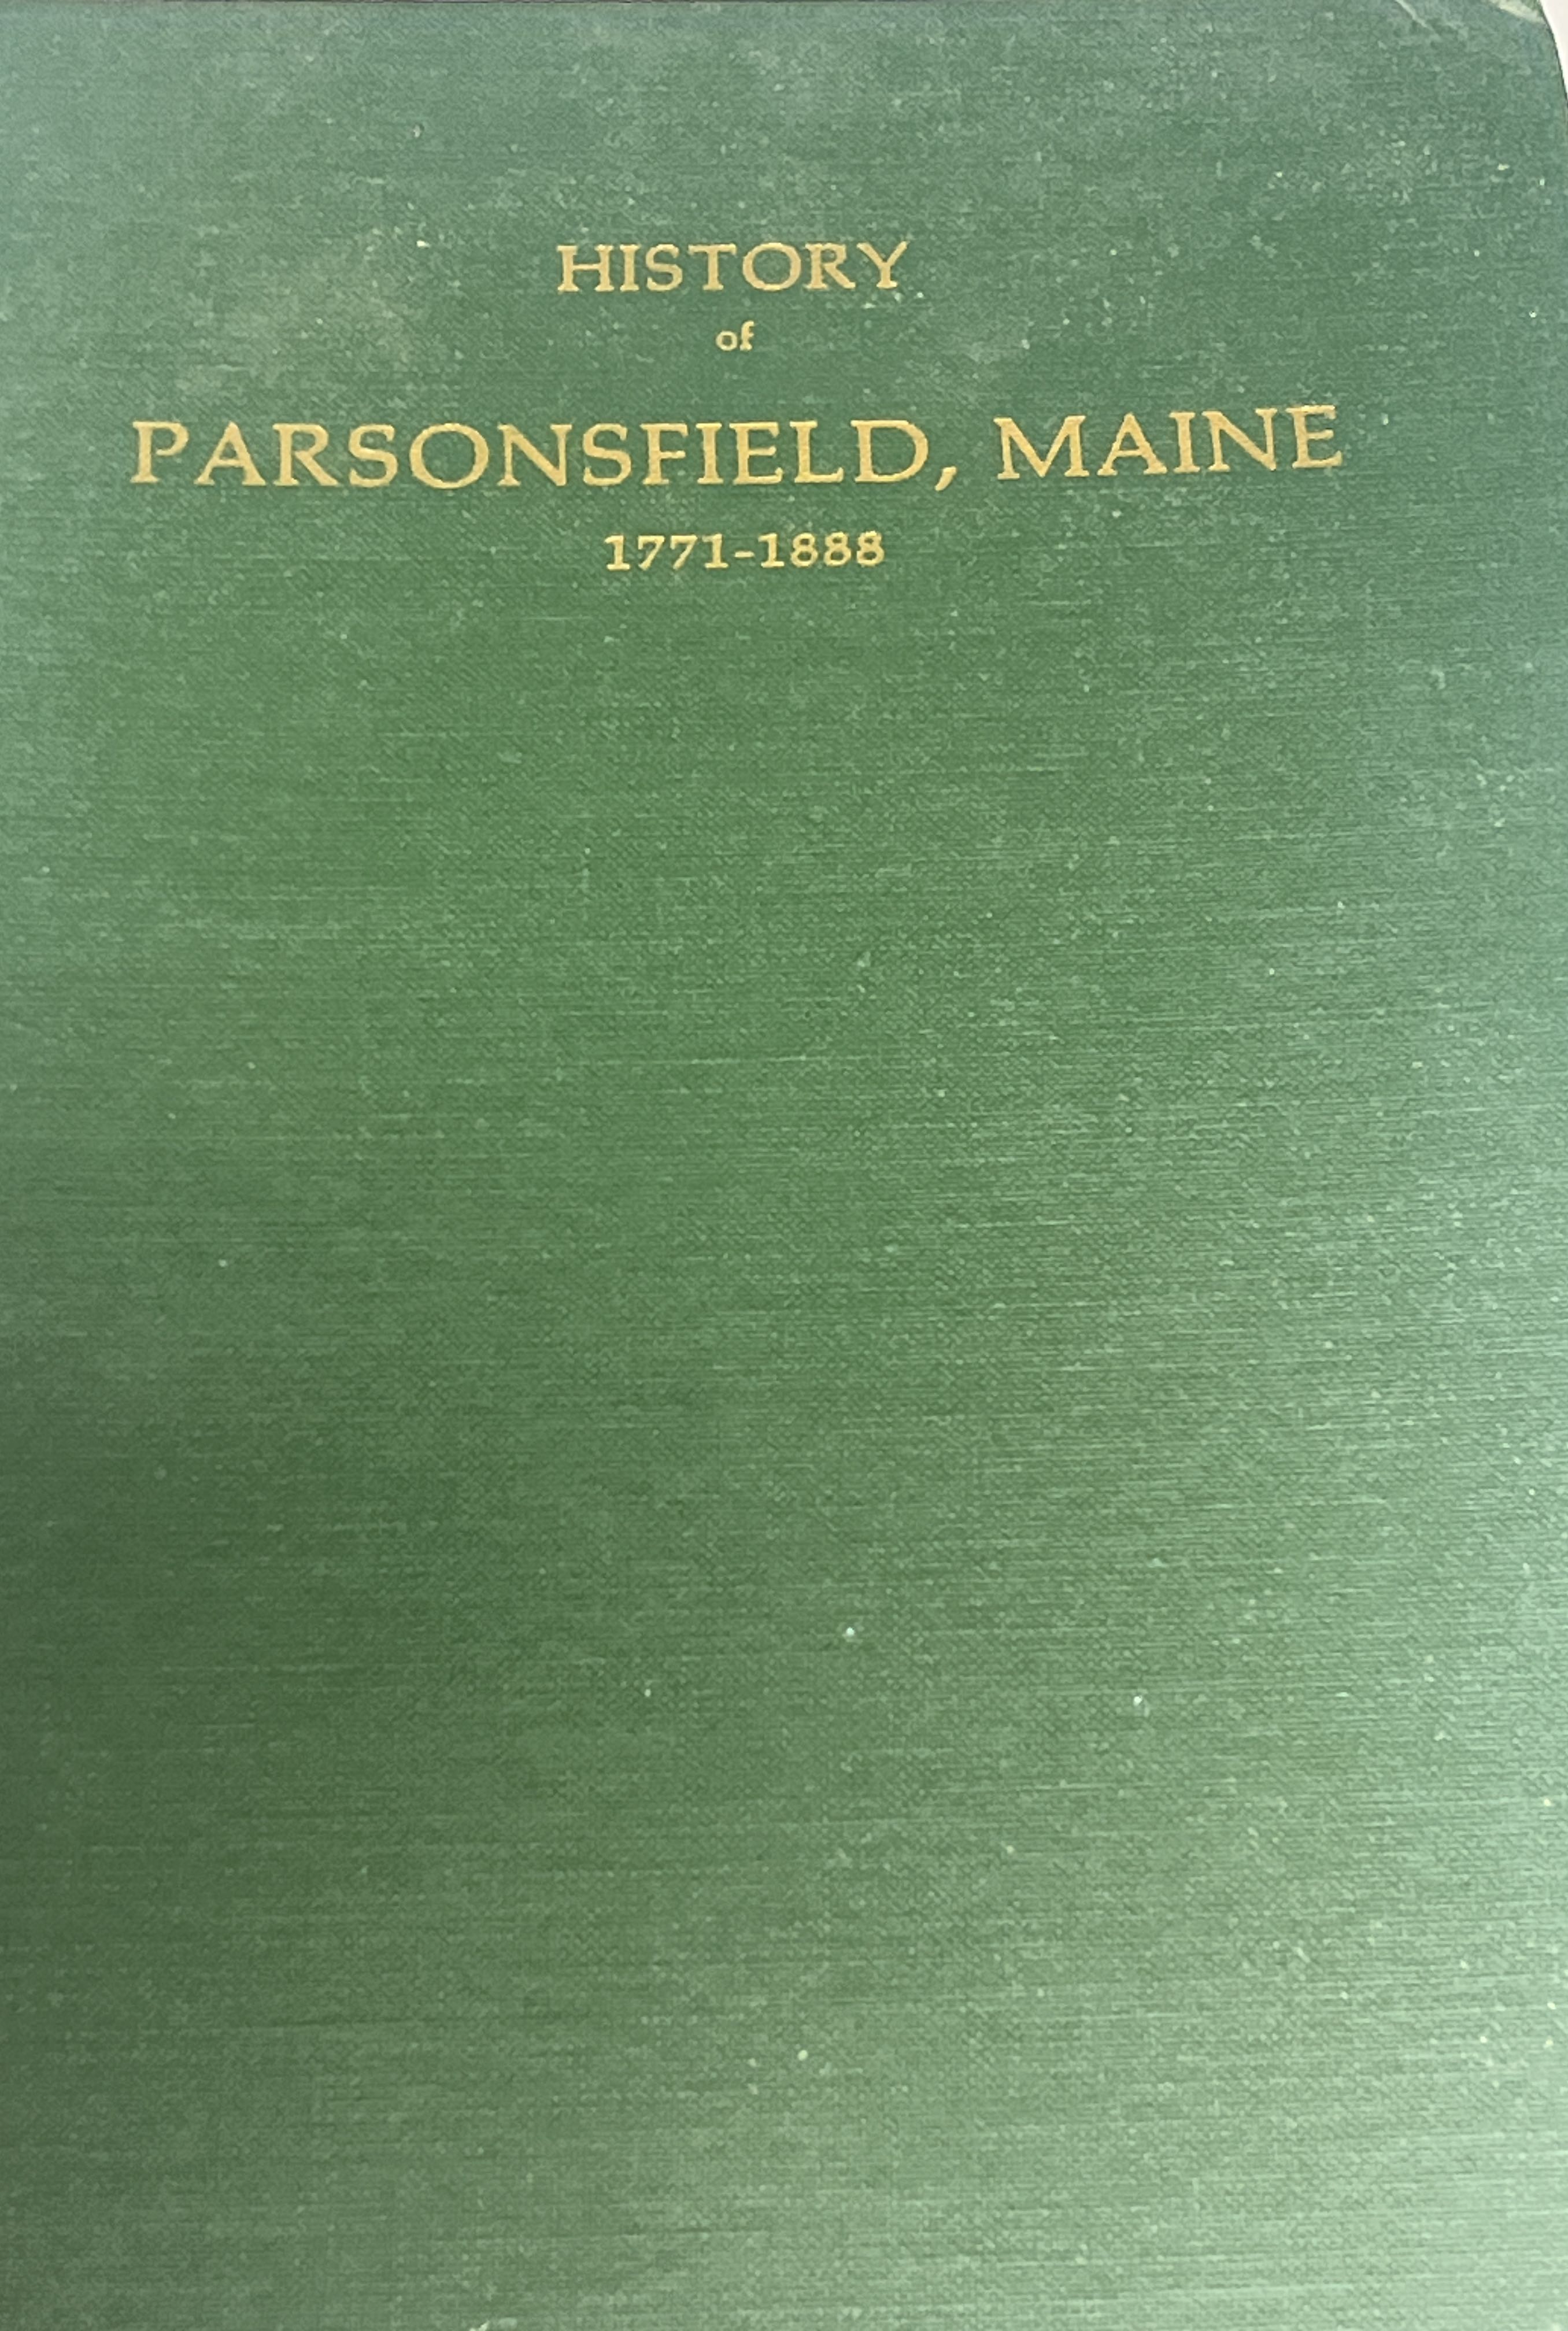 HISTORY
of
PARSONSFIELD, MAINE
1771-1888